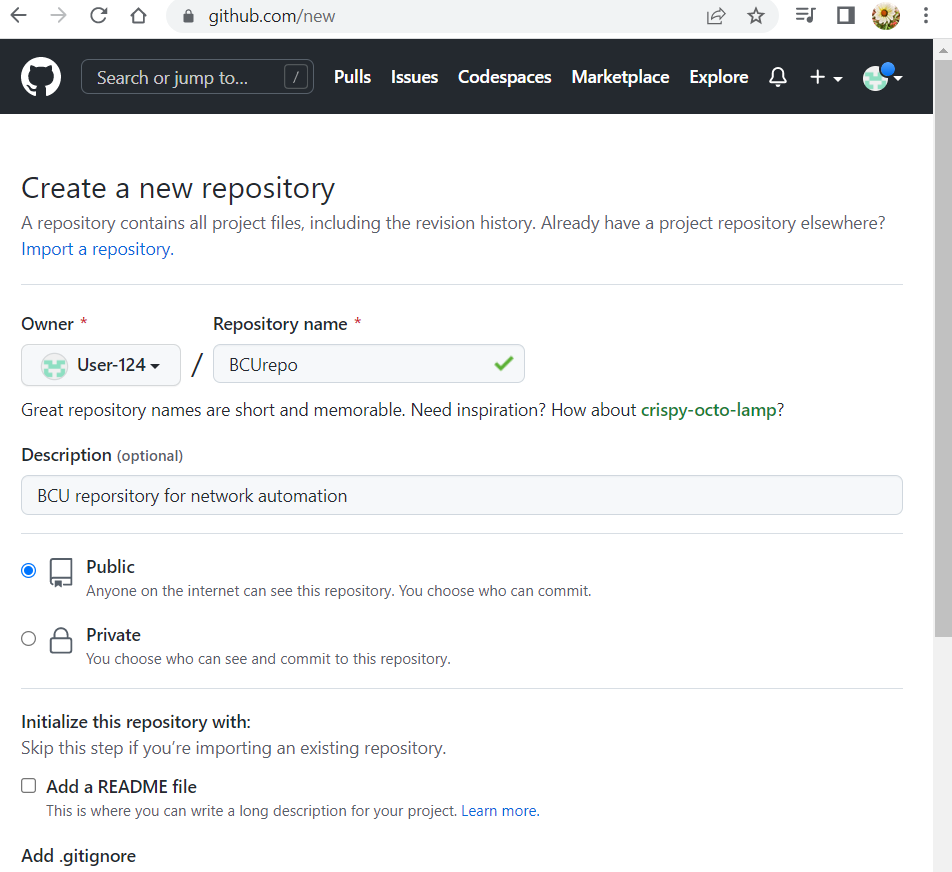 github.com/new
Search or jump to... / Pulls Issues Codespaces Marketplace Explore +
Create a new repository
A repository contains all project files, including the revision history. Already have a project repository elsewhere?
Import a repository.
Owner * Repository name *
User-124 / BCUrepo
Great repository names are short and memorable. Need inspiration? How about crispy-octo-lamp?
Description (optional)
BCU reporsitory for network automation
Public
Anyone on the internet can see this repository. You choose who can commit.
Private
You choose who can see and commit to this repository.
Initialize this repository with:
Skip this step if you’re importing an existing repository.
Add a README file
This is where you can write a long description for your project. Learn more.
Add .gitignore